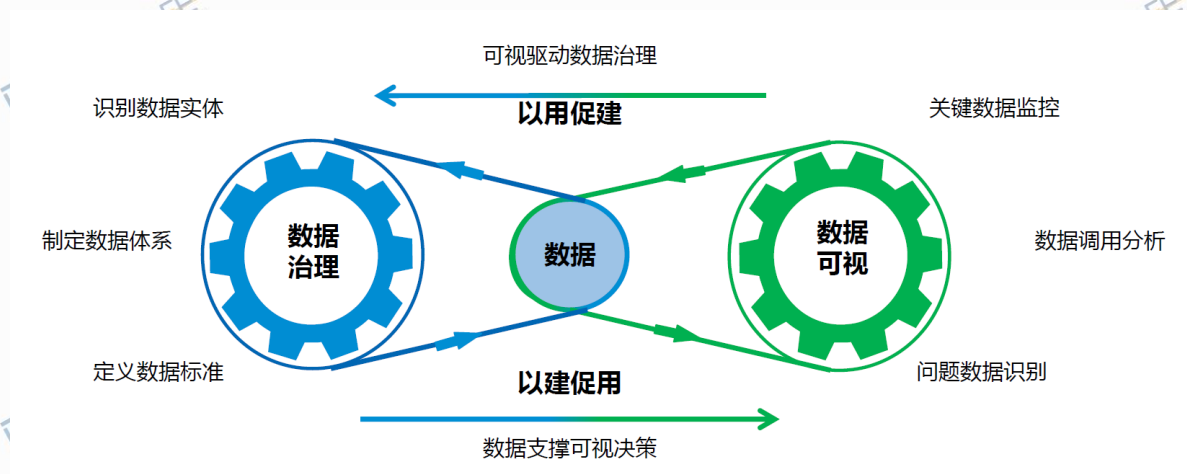 可视驱动数据治理
以用促建
识别数据实体
关键数据监控
制定数据体系
数据
治理
数据
数据
可视
数据调用分析
定义数据标准
问题数据识别
以建促用
数据支撑可视决策